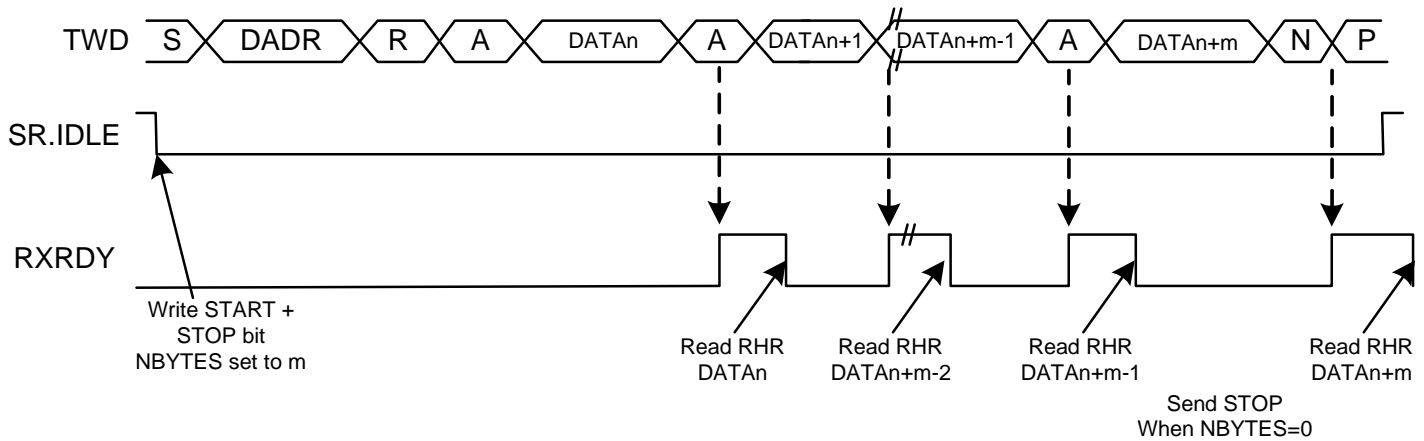 TWD S DADR R A DATAn A DATAn+1 DATAn+m-1 A DATAn+m N P
SR.IDLE
RXRDY
Write START +
STOP bit
NBYTES set to m
Read RHR
DATAn
Read RHR
DATAn+m-2
Read RHR
DATAn+m-1
Read RHR
DATAn+m
Send STOP
When NBYTES=0